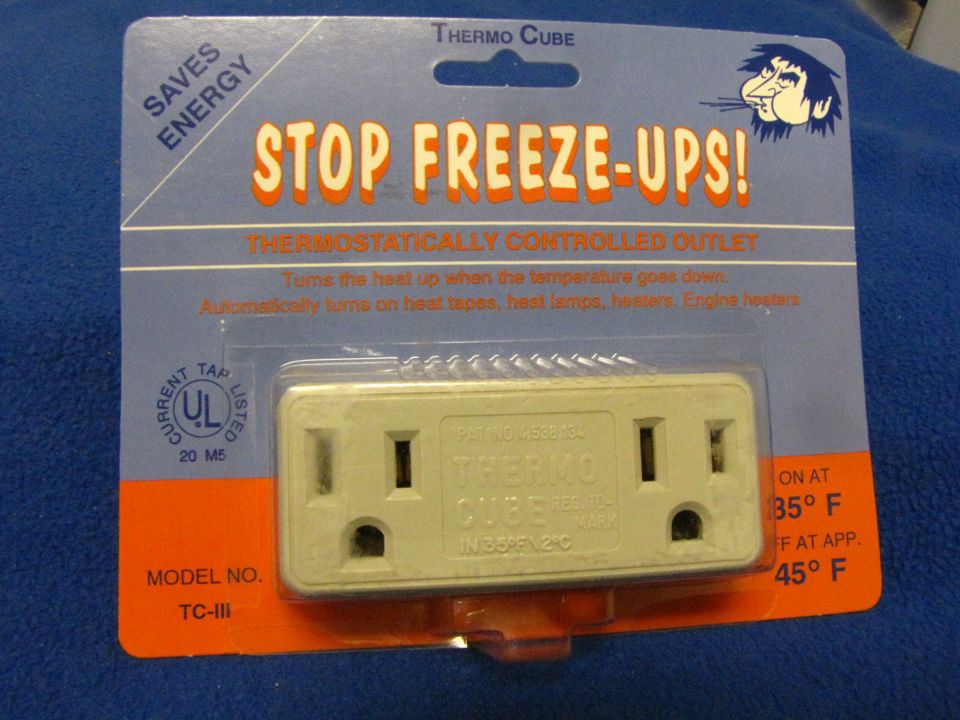 THERMO CUBE
SAVES
ENERGY
STOP FREEZE-UPS!
THERMOSTATICALLY CONTROLLED OUTLET
Turns the heat up when the temperature goes down.
Automatically turns on heat tapes, heat lamps, heaters. Engine heaters
CURRENT TAP LISTED
UL
20 M5
PAT NO. 4,538,134
THERMO
CUBE REG. TD-
MARK
IN 35°F\2°C
ON AT
35° F
FF AT APP.
45° F
MODEL NO.
TC-III